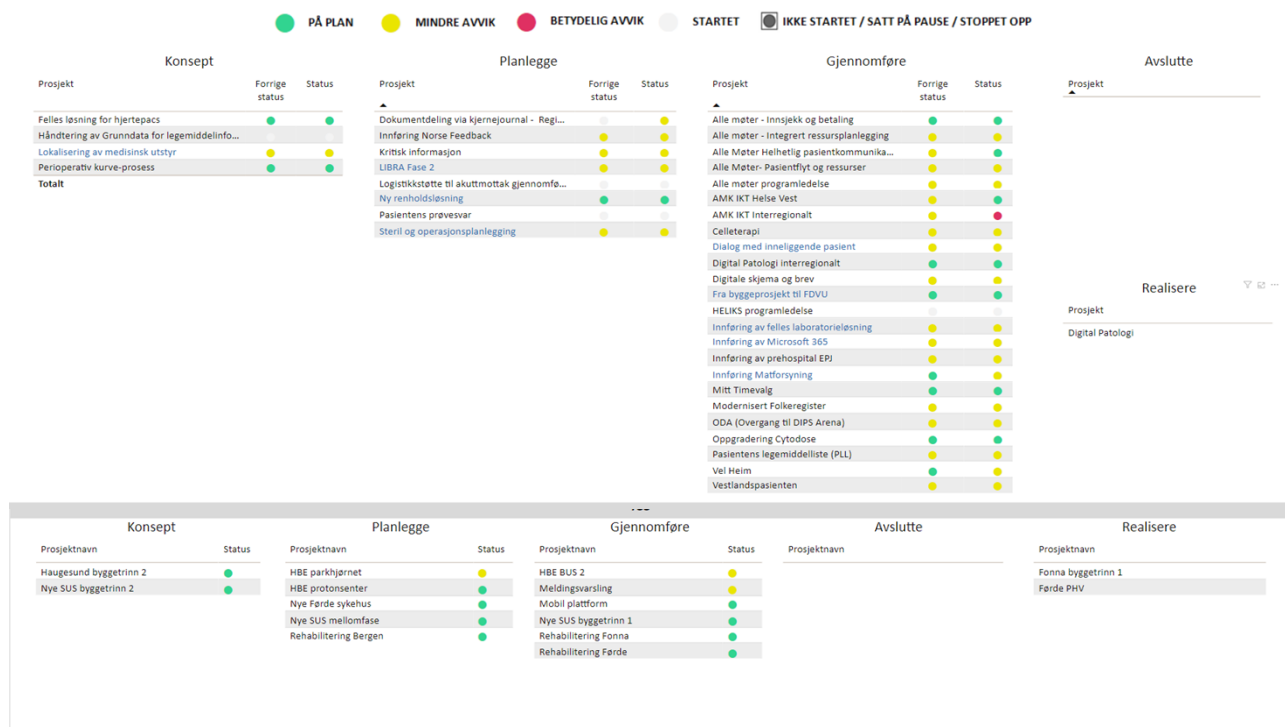 PÅ PLAN MINDRE AVVIK BETYDELIG AVVIK STARTET IKKE STARTET / SATT PÅ PAUSE / STOPPET OPP
Konsept
Prosjekt Forrige status Status
Felles løsning for hjertepacs
Håndtering av Grunndata for legemiddelinfo...
Lokalisering av medisinsk utstyr
Perioperativ kurve-prosess
Totalt
Planlegge
Prosjekt Forrige status Status
Dokumentdeling via kjernejournal - Regi...
Innføring Norse Feedback
Kritisk informasjon
LIBRA Fase 2
Logistikkstøtte til akuttmottak gjennomfø...
Ny renholdsløsning
Pasientens prøvesvar
Steril og operasjonsplanlegging
Gjennomføre
Prosjekt Forrige status Status
Alle møter - Innsjekk og betaling
Alle møter - Integrert ressursplanlegging
Alle Møter Helhetlig pasientkommunika...
Alle Møter- Pasientflyt og ressurser
Alle møter programledelse
AMK IKT Helse Vest
AMK IKT Interregionalt
Celleterapi
Dialog med inneliggende pasient
Digital Patologi interregionalt
Digitale skjema og brev
Fra byggeprosjekt til FDVU
HELIKS programledelse
Innføring av felles laboratorieløsning
Innføring av Microsoft 365
Innføring av prehospital EPJ
Innføring Matforsyning
Mitt Timevalg
Modernisert Folkeregister
ODA (Overgang til DIPS Arena)
Oppgradering Cytodose
Pasientens legemiddelliste (PLL)
Vel Heim
Vestlandspasienten
Avslutte
Prosjekt
Realisere
Prosjekt
Digital Patologi
Konsept
Prosjektnavn Status
Haugesund byggetrinn 2
Nye SUS byggetrinn 2
Planlegge
Prosjektnavn Status
HBE parkhjørnet
HBE protonsenter
Nye Førde sykehus
Nye SUS mellomfase
Rehabilitering Bergen
Gjennomføre
Prosjektnavn Status
HBE BUS 2
Meldingsvarsling
Mobil plattform
Nye SUS byggetrinn 1
Rehabilitering Fonna
Rehabilitering Førde
Avslutte
Prosjektnavn
Realisere
Prosjektnavn
Fonna byggetrinn 1
Førde PHV